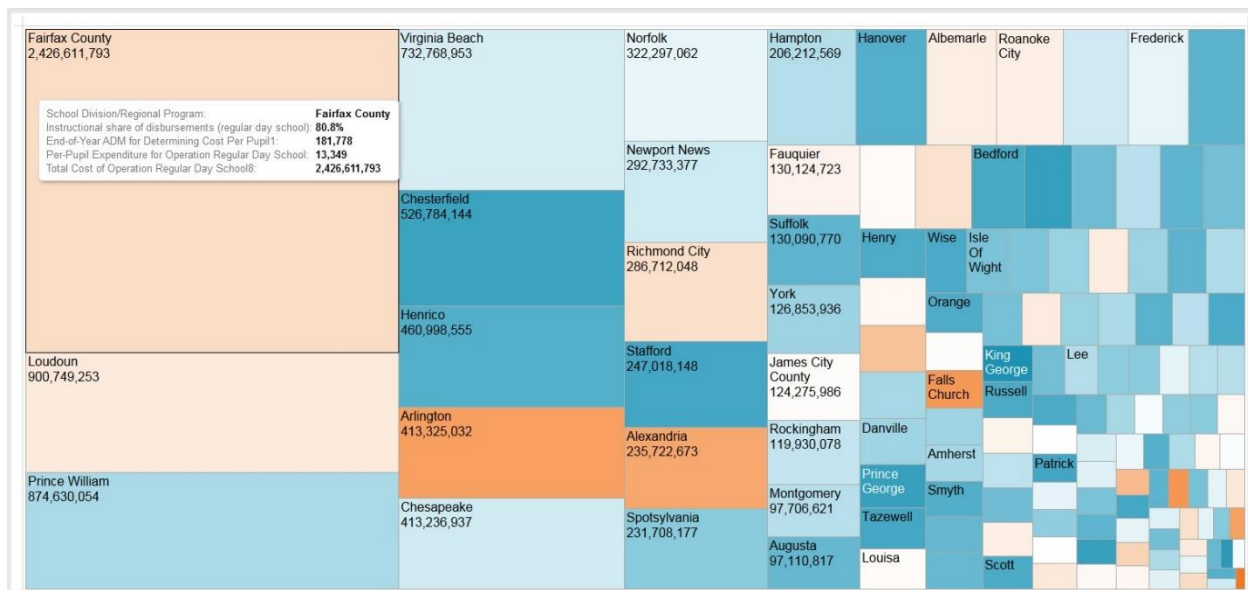 Fairfax County
2,426,611,793
School Division/Regional Program: Fairfax County
Instructional share of disbursements (regular day school): 80.8%
End-of-Year ADM for Determining Cost Per Pupil1: 181,778
Per-Pupil Expenditure for Operation Regular Day School: 13,349
Total Cost of Operation Regular Day School8: 2,426,611,793
Loudoun
900,749,253
Prince William
874,630,054
Virginia Beach
732,768,953
Chesterfield
526,784,144
Henrico
460,998,555
Arlington
413,325,032
Chesapeake
413,236,937
Norfolk
322,297,062
Newport News
292,733,377
Richmond City
286,712,048
Stafford
247,018,148
Alexandria
235,722,673
Spotsylvania
231,708,177
Hampton
206,212,569
Fauquier
130,124,723
Suffolk
130,090,770
York
126,853,936
James City
County
124,275,986
Rockingham
119,930,078
Montgomery
97,706,621
Augusta
97,110,817
Hanover
Henry
Danville
Prince
George
Tazewell
Louisa
Albemarle
Roanoke
City
Frederick
Bedford
Wise
Isle
Of
Wight
Orange
Falls
Church
Amherst
Smyth
King
George
Lee
Russell
Patrick
Scott